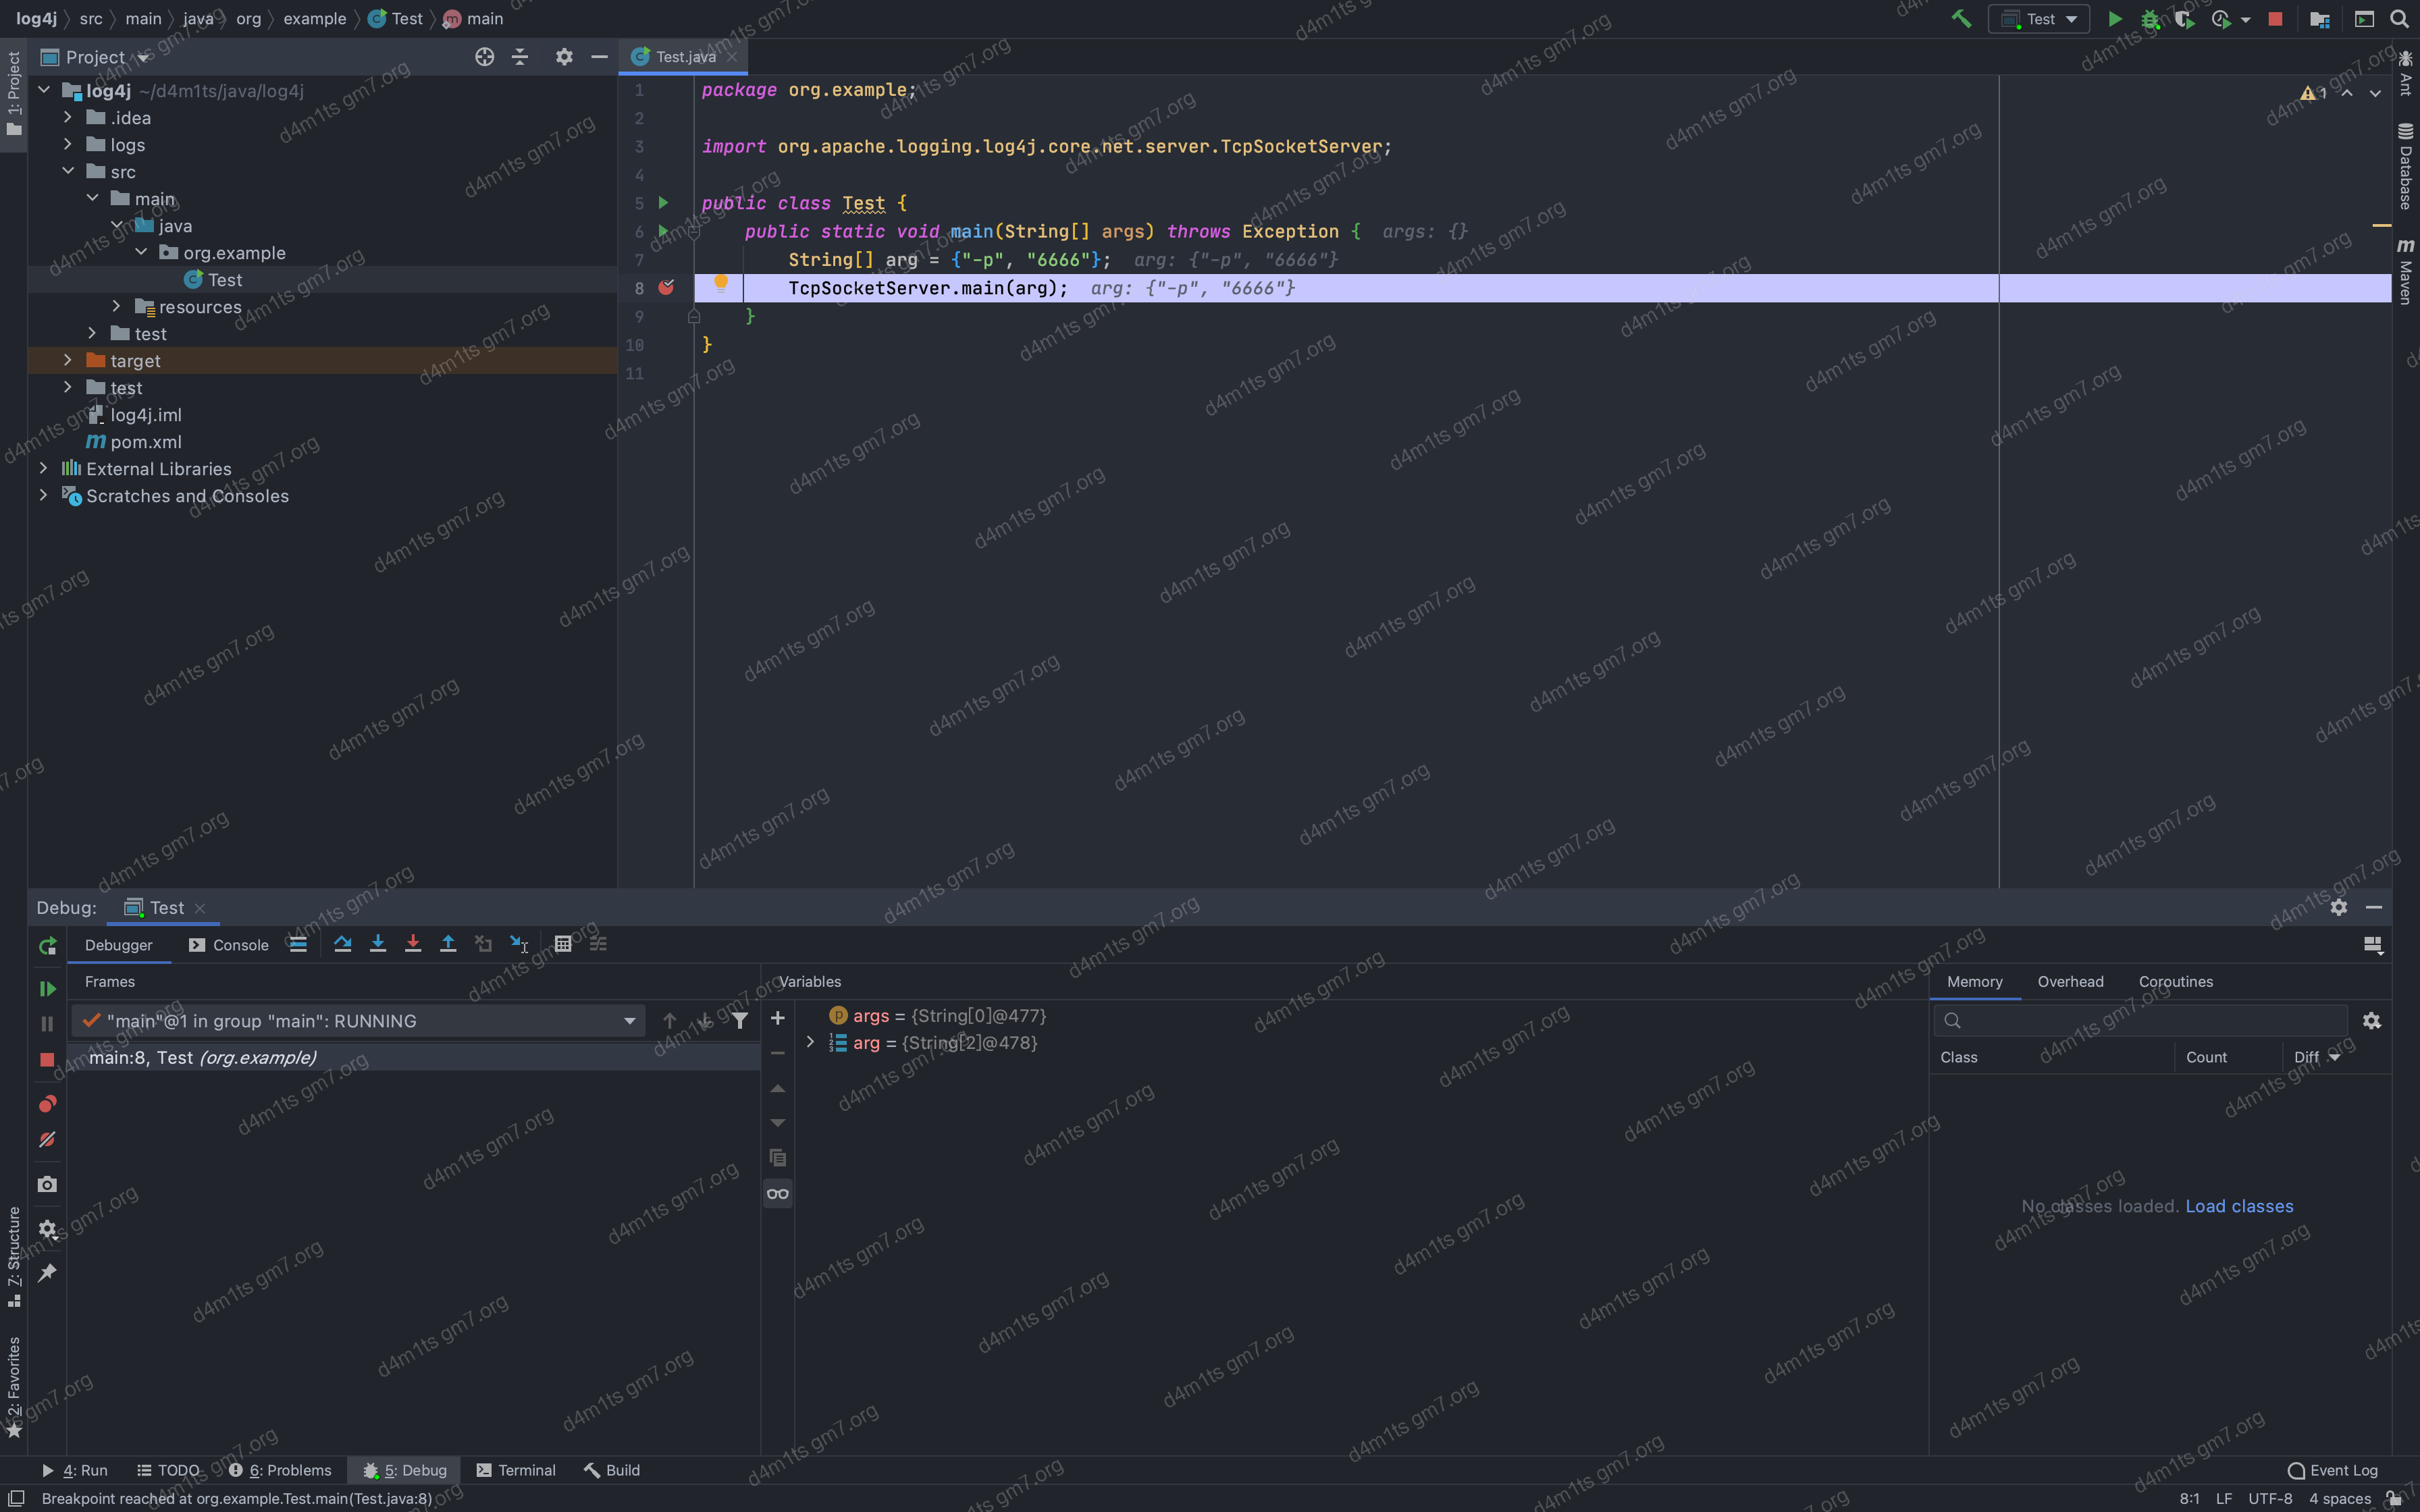 log4j src main java org example Test main
Test
1: Project
Project
Test.java
log4j ~/d4m1ts/java/log4j
.idea
logs
src
main
java
org.example
Test
resources
test
target
test
log4j.iml
pom.xml
External Libraries
Scratches and Consoles
1 package org.example;
2
3 import org.apache.logging.log4j.core.net.server.TcpSocketServer;
4
5 public class Test {
6 public static void main(String[] args) throws Exception { args: {}
7 String[] arg = {"-p", "6666"}; arg: {"-p", "6666"}
8 TcpSocketServer.main(arg); arg: {"-p", "6666"}
9 }
10 }
11
1
Ant
Database
m Maven
Debug: Test
Debugger Console
Frames
"main"@1 in group "main": RUNNING
main:8, Test (org.example)
Variables
args = {String[0]@477}
arg = {String[2]@478}
Memory Overhead Coroutines
Class Count Diff
No classes loaded. Load classes
7: Structure
2: Favorites
4: Run TODO 6: Problems 5: Debug Terminal Build Event Log
Breakpoint reached at org.example.Test.main(Test.java:8) 8:1 LF UTF-8 4 spaces
d4m1ts gm7.org